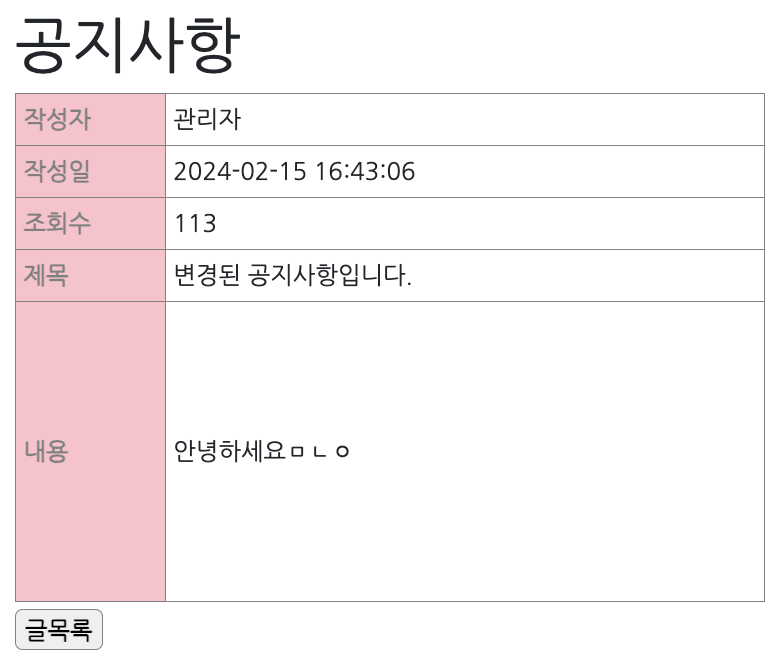 공지사항
작성자 관리자
작성일 2024-02-15 16:43:06
조회수 113
제목 변경된 공지사항입니다.
내용 안녕하세요ㅁㄴㅇ
글목록